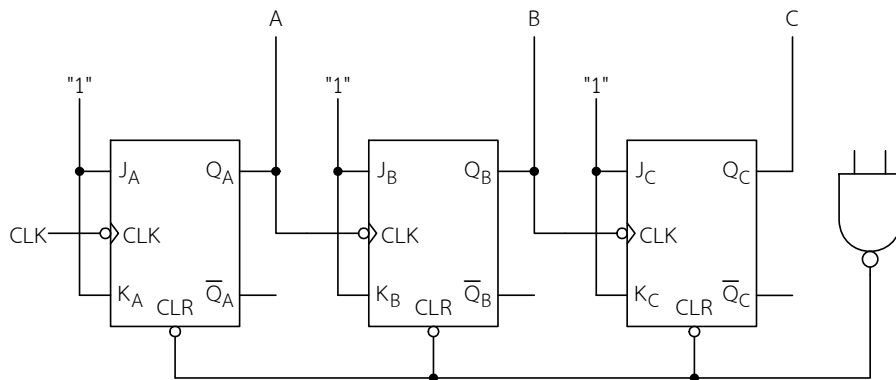 A B C
"1" "1" "1"
J_A Q_A J_B Q_B J_C Q_C
CLK CLK CLK CLK
K_A Q̅_A K_B Q̅_B K_C Q̅_C
CLR CLR CLR